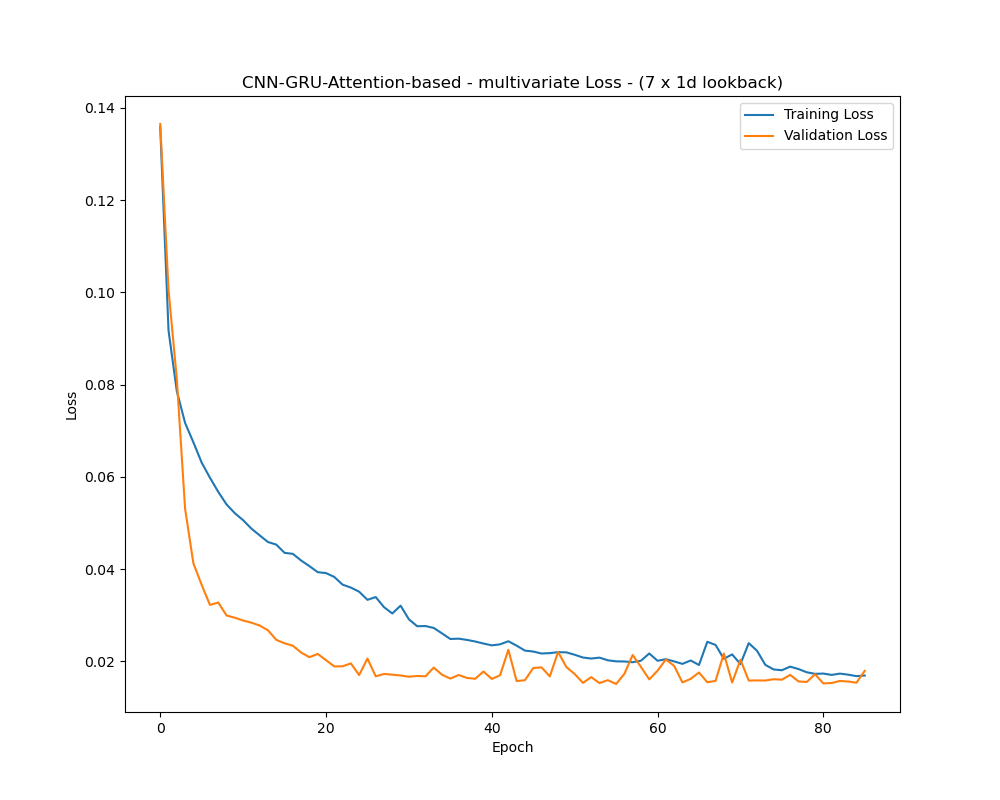 CNN-GRU-Attention-based - multivariate Loss - (7 x 1d lookback)
Training Loss
Validation Loss
0.14
0.12
0.10
0.08
0.06
0.04
0.02
Loss
0 20 40 60 80
Epoch